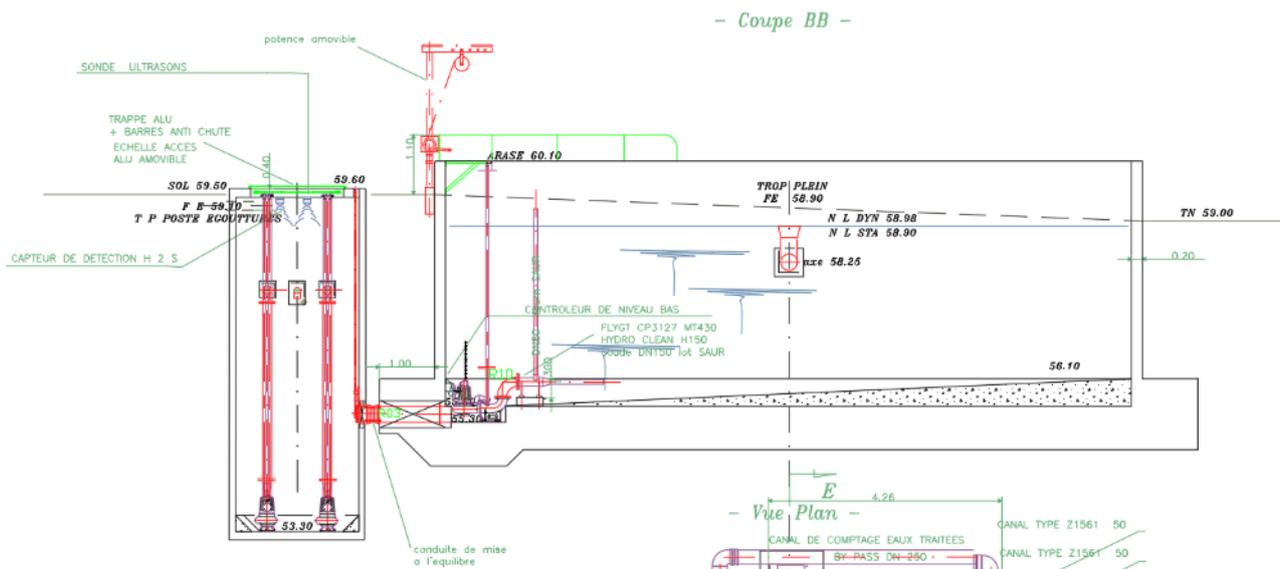 - Coupe BB -
potence amovible
SONDE ULTRASONS
TRAPPE ALU
+ BARRES ANTI CHUTE
ECHELLE ACCES
ALU AMOVIBLE
0.40
1.10
ARASE 60.10
SOL 59.50
59.60
F E 59.10
T P POSTE EGOUTTURES
TROP PLEIN
FE 58.90
N L DYN 58.98
N L STA 58.90
TN 59.00
CAPTEUR DE DETECTION H 2 S
axe 58.25
0.20
CONTROLEUR DE NIVEAU BAS
FLYGT CP3127 MT430
HYDRO CLEAN H150
coude DN150 lot SAUR
1.00
R10
56.10
R03
55.30
53.30
E
4.26
- Vue Plan -
CANAL TYPE Z1561 50
CANAL DE COMPTAGE EAUX TRAITEES
BY PASS DN 250
CANAL TYPE Z1561 50
conduite de mise
a l'equilibre